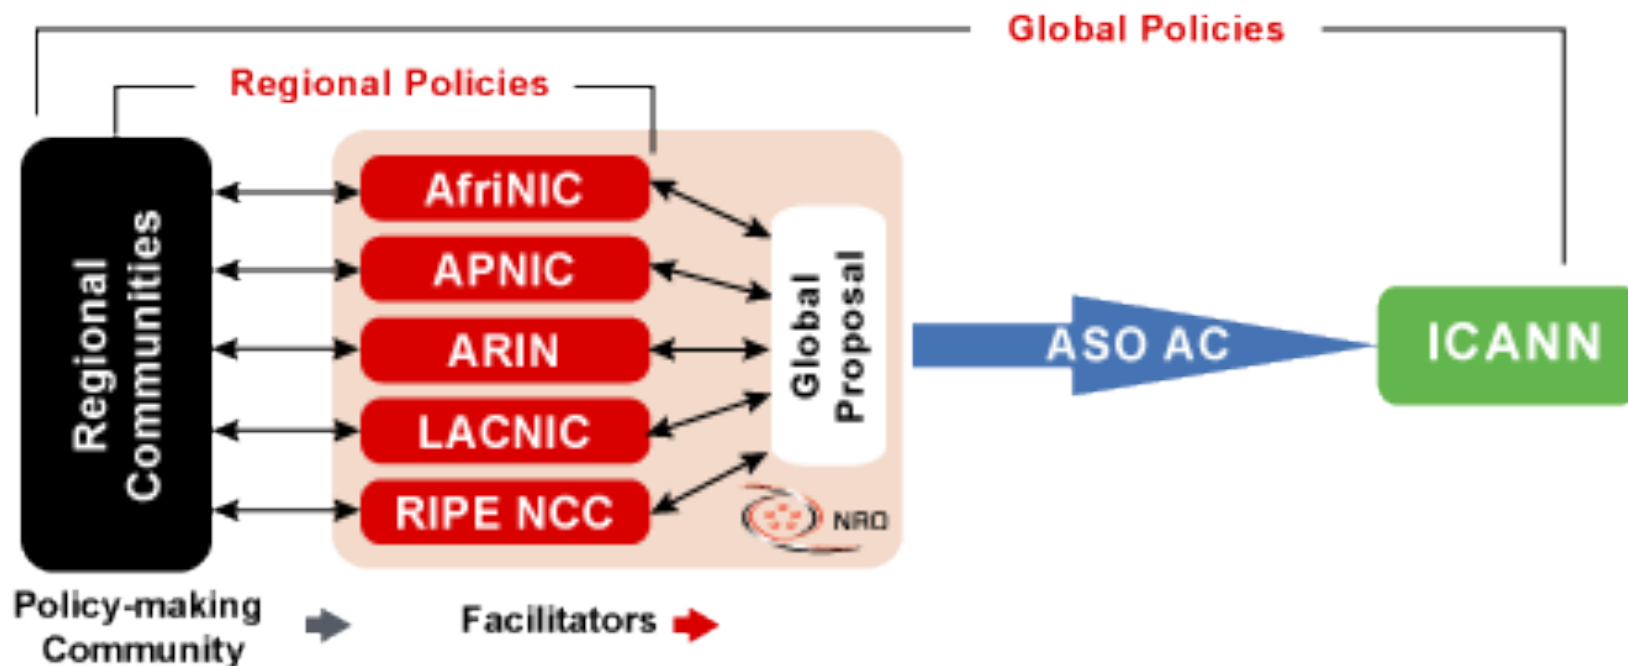 Global Policies
Regional Policies
Regional
Communities
AfriNIC
APNIC
ARIN
LACNIC
RIPE NCC
Global
Proposal
NRO
ASO AC
ICANN
Policy-making
Community
Facilitators